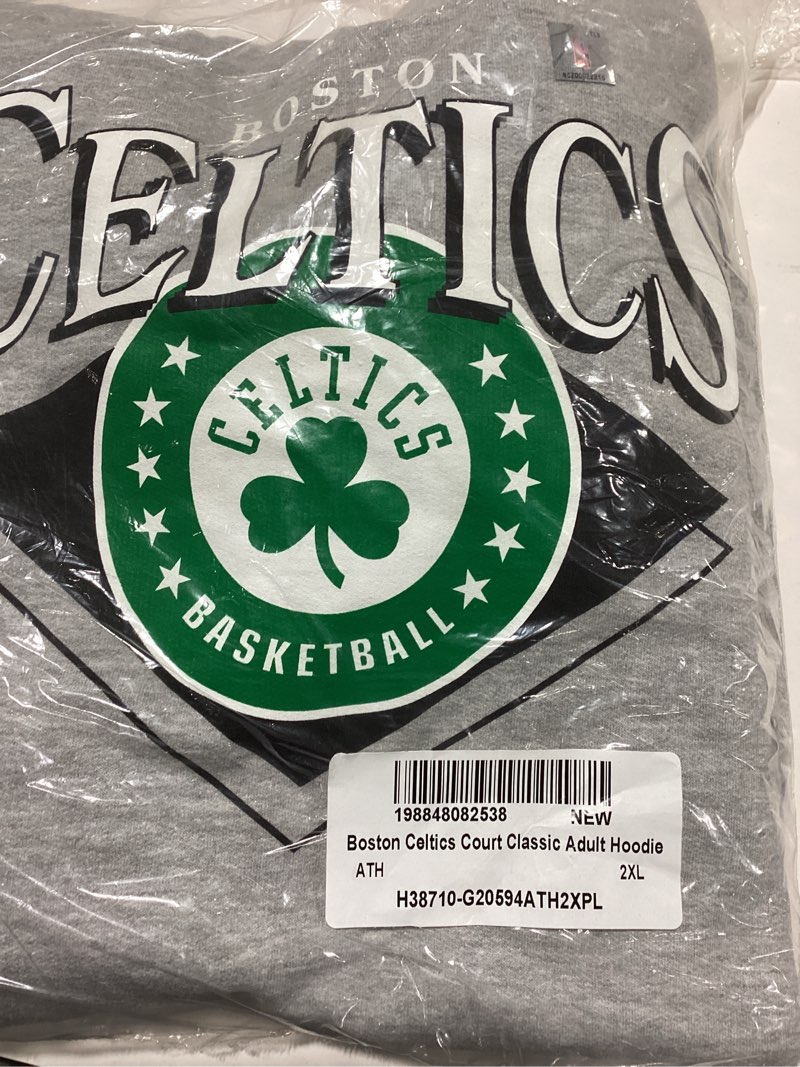 BOSTON
CELTICS
CELTICS
BASKETBALL
198848082538 NEW
Boston Celtics Court Classic Adult Hoodie
ATH 2XL
H38710-G20594ATH2XPL